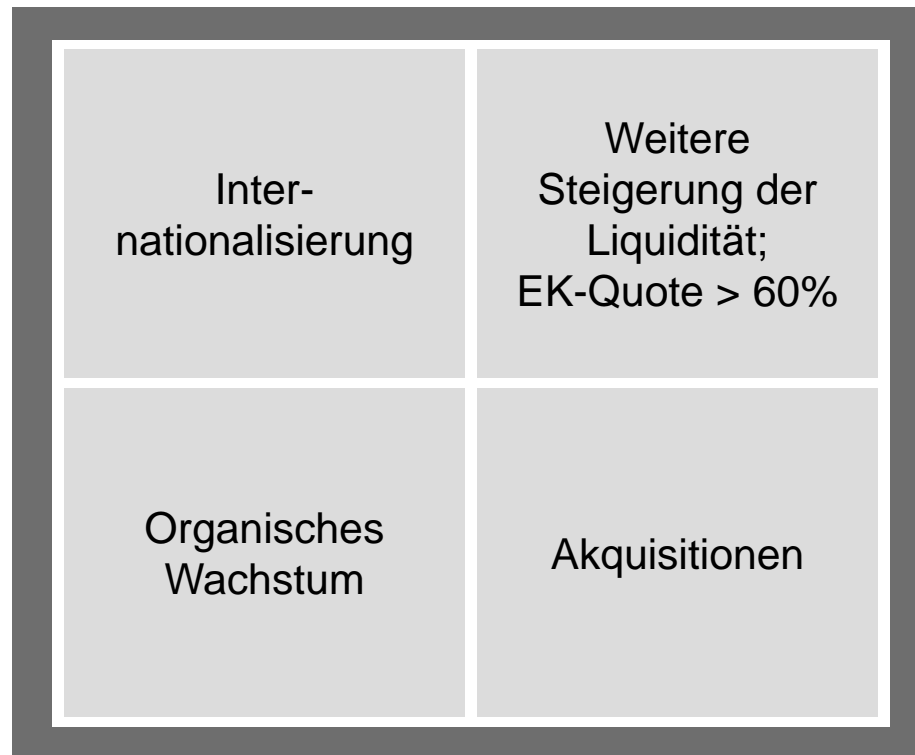 Inter-
nationalisierung
Weitere
Steigerung der
Liquidität;
EK-Quote > 60%
Organisches
Wachstum
Akquisitionen